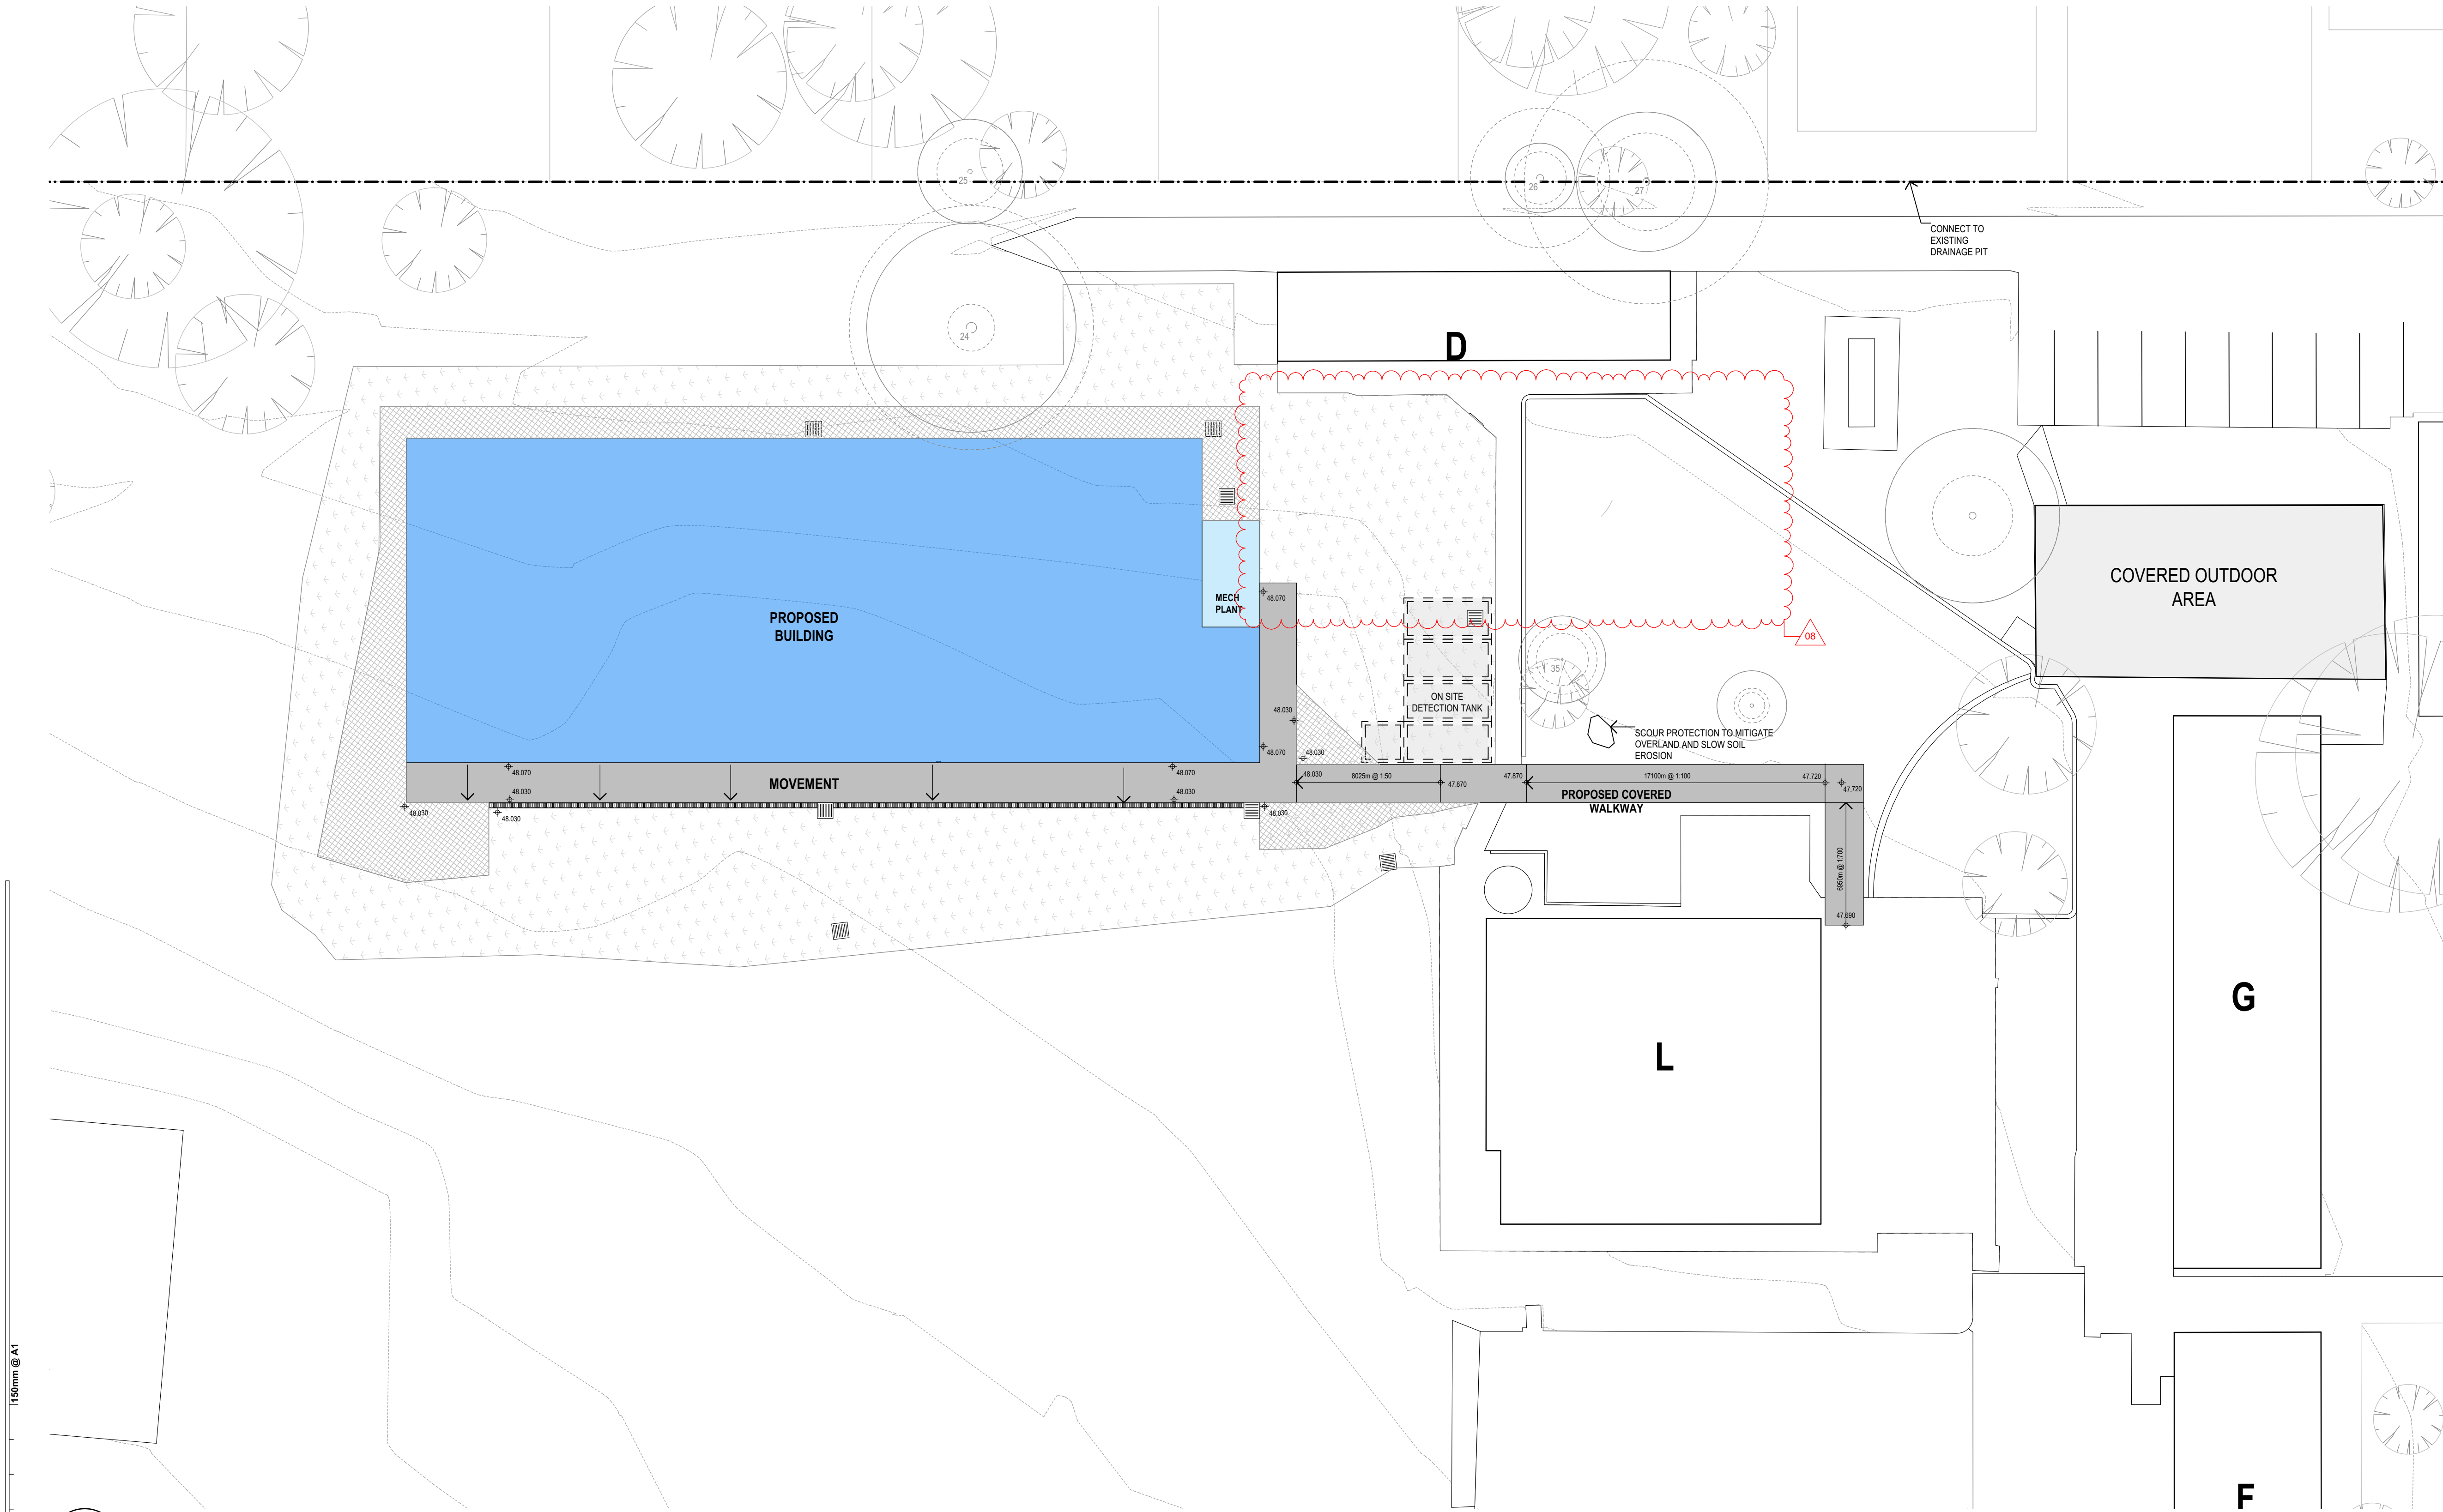 25
26
27
CONNECT TO
EXISTING
DRAINAGE PIT
24
D
COVERED OUTDOOR
AREA
MECH
PLANT
48.070
PROPOSED
BUILDING
08
35
ON SITE
DETECTION TANK
48.030
SCOUR PROTECTION TO MITIGATE
OVERLAND AND SLOW SOIL
EROSION
48.070
48.030
48.070
48.070
MOVEMENT
48.030
8025m @ 1:50
47.870
47.870
17100m @ 1:100
47.720
47.720
48.030
48.030
PROPOSED COVERED
WALKWAY
48.030
48.030
48.030
6950m @ 1:700
47.690
G
L
150mm @ A1
F